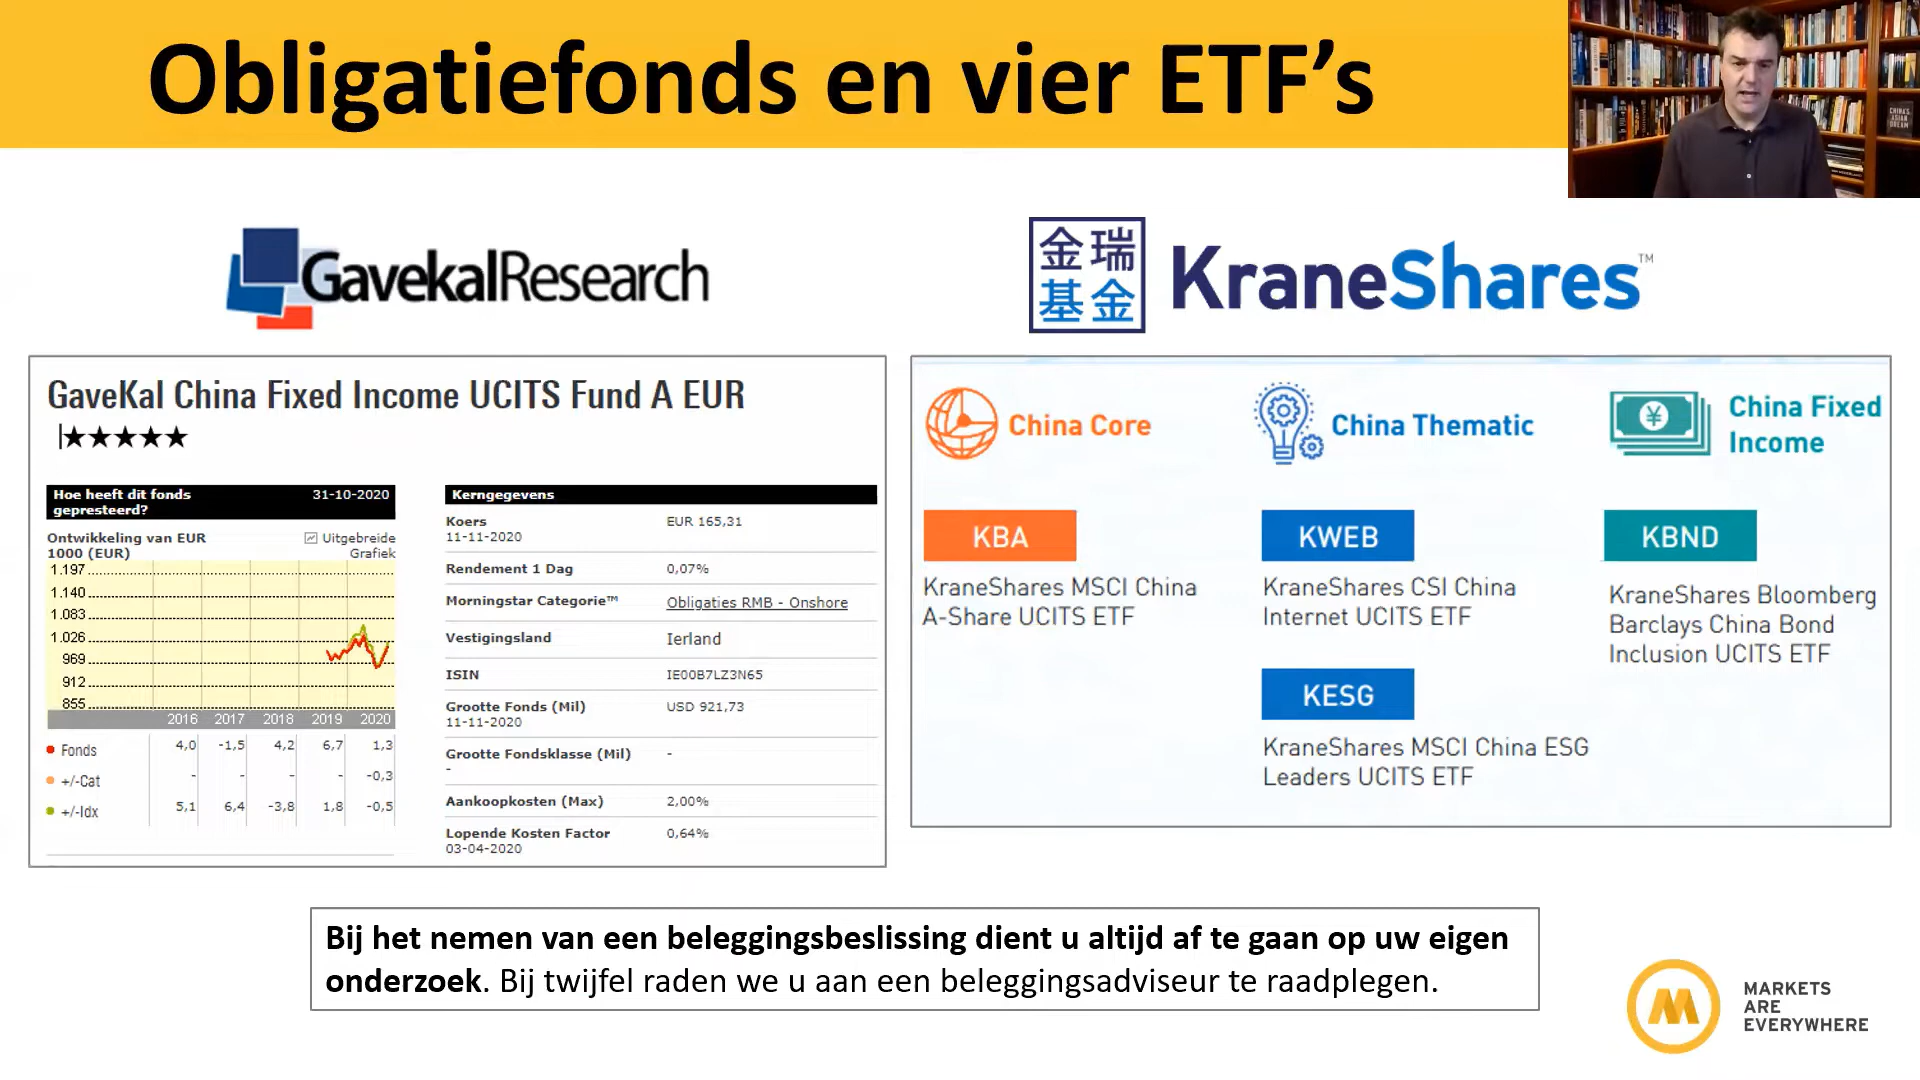 Obligatiefonds en vier ETF’s
CHINA'S
ASIAN
DREAM
GavekalResearch
金瑞
基金
KraneShares™
GaveKal China Fixed Income UCITS Fund A EUR
★★★★★
Hoe heeft dit fonds
gepresteerd?
31-10-2020
Ontwikkeling van EUR
1000 (EUR)
Uitgebreide
Grafiek
1.197
1.140
1.083
1.026
969
912
855
2016 2017 2018 2019 2020
Fonds 4,0 -1,5 4,2 6,7 1,3
+/-Cat - - - - -0,3
+/-Idx 5,1 6,4 -3,8 1,8 -0,5
Kerngegevens
Koers EUR 165,31
11-11-2020
Rendement 1 Dag 0,07%
Morningstar Categorie™ Obligaties RMB - Onshore
Vestigingsland Ierland
ISIN IE00B7LZ3N65
Grootte Fonds (Mil) USD 921,73
11-11-2020
Grootte Fondsklasse (Mil) -
-
Aankoopkosten (Max) 2,00%
Lopende Kosten Factor 0,64%
03-04-2020
China Core
KBA
KraneShares MSCI China
A-Share UCITS ETF
China Thematic
KWEB
KraneShares CSI China
Internet UCITS ETF
KESG
KraneShares MSCI China ESG
Leaders UCITS ETF
¥
China Fixed
Income
KBND
KraneShares Bloomberg
Barclays China Bond
Inclusion UCITS ETF
Bij het nemen van een beleggingsbeslissing dient u altijd af te gaan op uw eigen
onderzoek. Bij twijfel raden we u aan een beleggingsadviseur te raadplegen.
MARKETS
ARE
EVERYWHERE